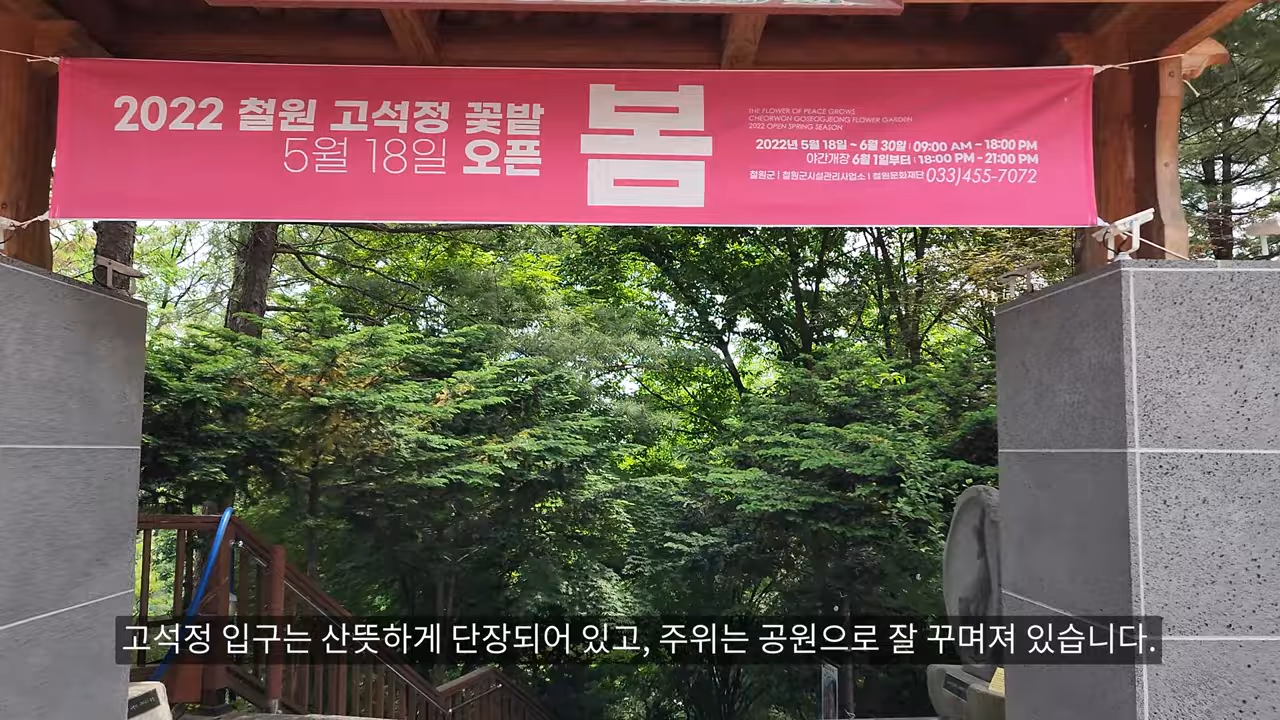 2022 철원 고석정 꽃밭
5월 18일 오픈
봄
THE FLOWER OF PEACE GROWS
CHEORWON GOSEOGJEONG FLOWER GARDEN
2022 OPEN SPRING SEASON
2022년 5월 18일 ~ 6월 30일 | 09:00 AM ~ 18:00 PM
야간개장 6월 1일부터 | 18:00 PM - 21:00 PM
철원군 | 철원군시설관리사업소 | 철원문화재단 033)455-7072
고석정 입구는 산뜻하게 단장되어 있고, 주위는 공원으로 잘 꾸며져 있습니다.